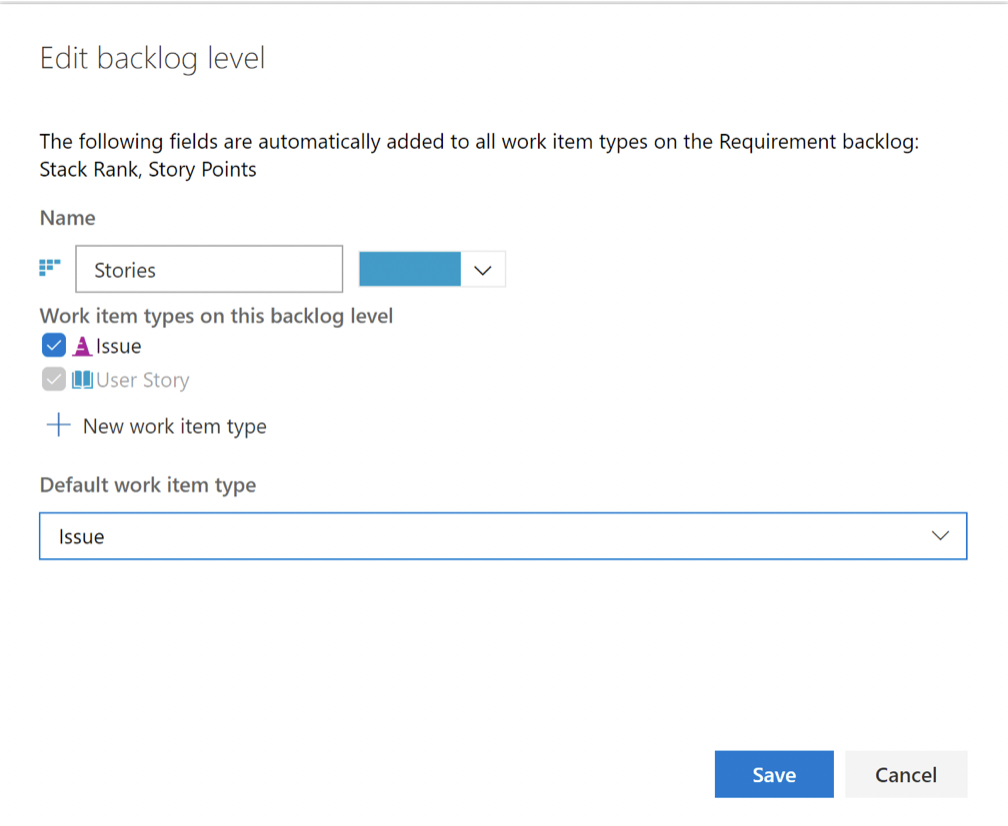 Edit backlog level
The following fields are automatically added to all work item types on the Requirement backlog:
Stack Rank, Story Points
Name
Stories
Work item types on this backlog level
Issue
User Story
New work item type
Default work item type
Issue
Save Cancel